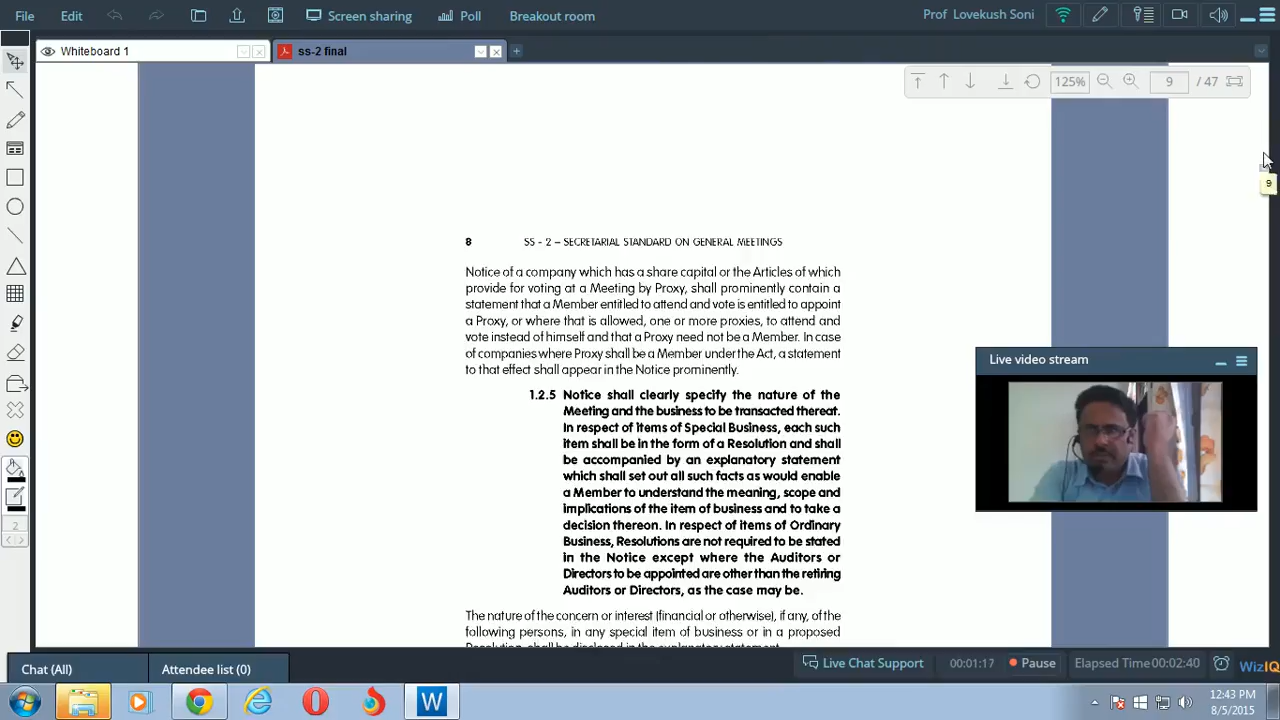 File Edit Screen sharing Poll Breakout room Prof Lovekush Soni
Whiteboard 1 ss-2 final
125% 9 / 47
9
8 SS - 2 – SECRETARIAL STANDARD ON GENERAL MEETINGS
Notice of a company which has a share capital or the Articles of which
provide for voting at a Meeting by Proxy, shall prominently contain a
statement that a Member entitled to attend and vote is entitled to appoint
a Proxy, or where that is allowed, one or more proxies, to attend and
vote instead of himself and that a Proxy need not be a Member. In case
of companies where Proxy shall be a Member under the Act, a statement
to that effect shall appear in the Notice prominently.
1.2.5 Notice shall clearly specify the nature of the
Meeting and the business to be transacted thereat.
In respect of items of Special Business, each such
item shall be in the form of a Resolution and shall
be accompanied by an explanatory statement
which shall set out all such facts as would enable
a Member to understand the meaning, scope and
implications of the item of business and to take a
decision thereon. In respect of items of Ordinary
Business, Resolutions are not required to be stated
in the Notice except where the Auditors or
Directors to be appointed are other than the retiring
Auditors or Directors, as the case may be.
The nature of the concern or interest (financial or otherwise), if any, of the
following persons, in any special item of business or in a proposed
Resolution, shall be disclosed in the explanatory statement
Live video stream
2
Chat (All) Attendee list (0) Live Chat Support 00:01:17 Pause Elapsed Time 00:02:40 WizIQ
12:43 PM
8/5/2015